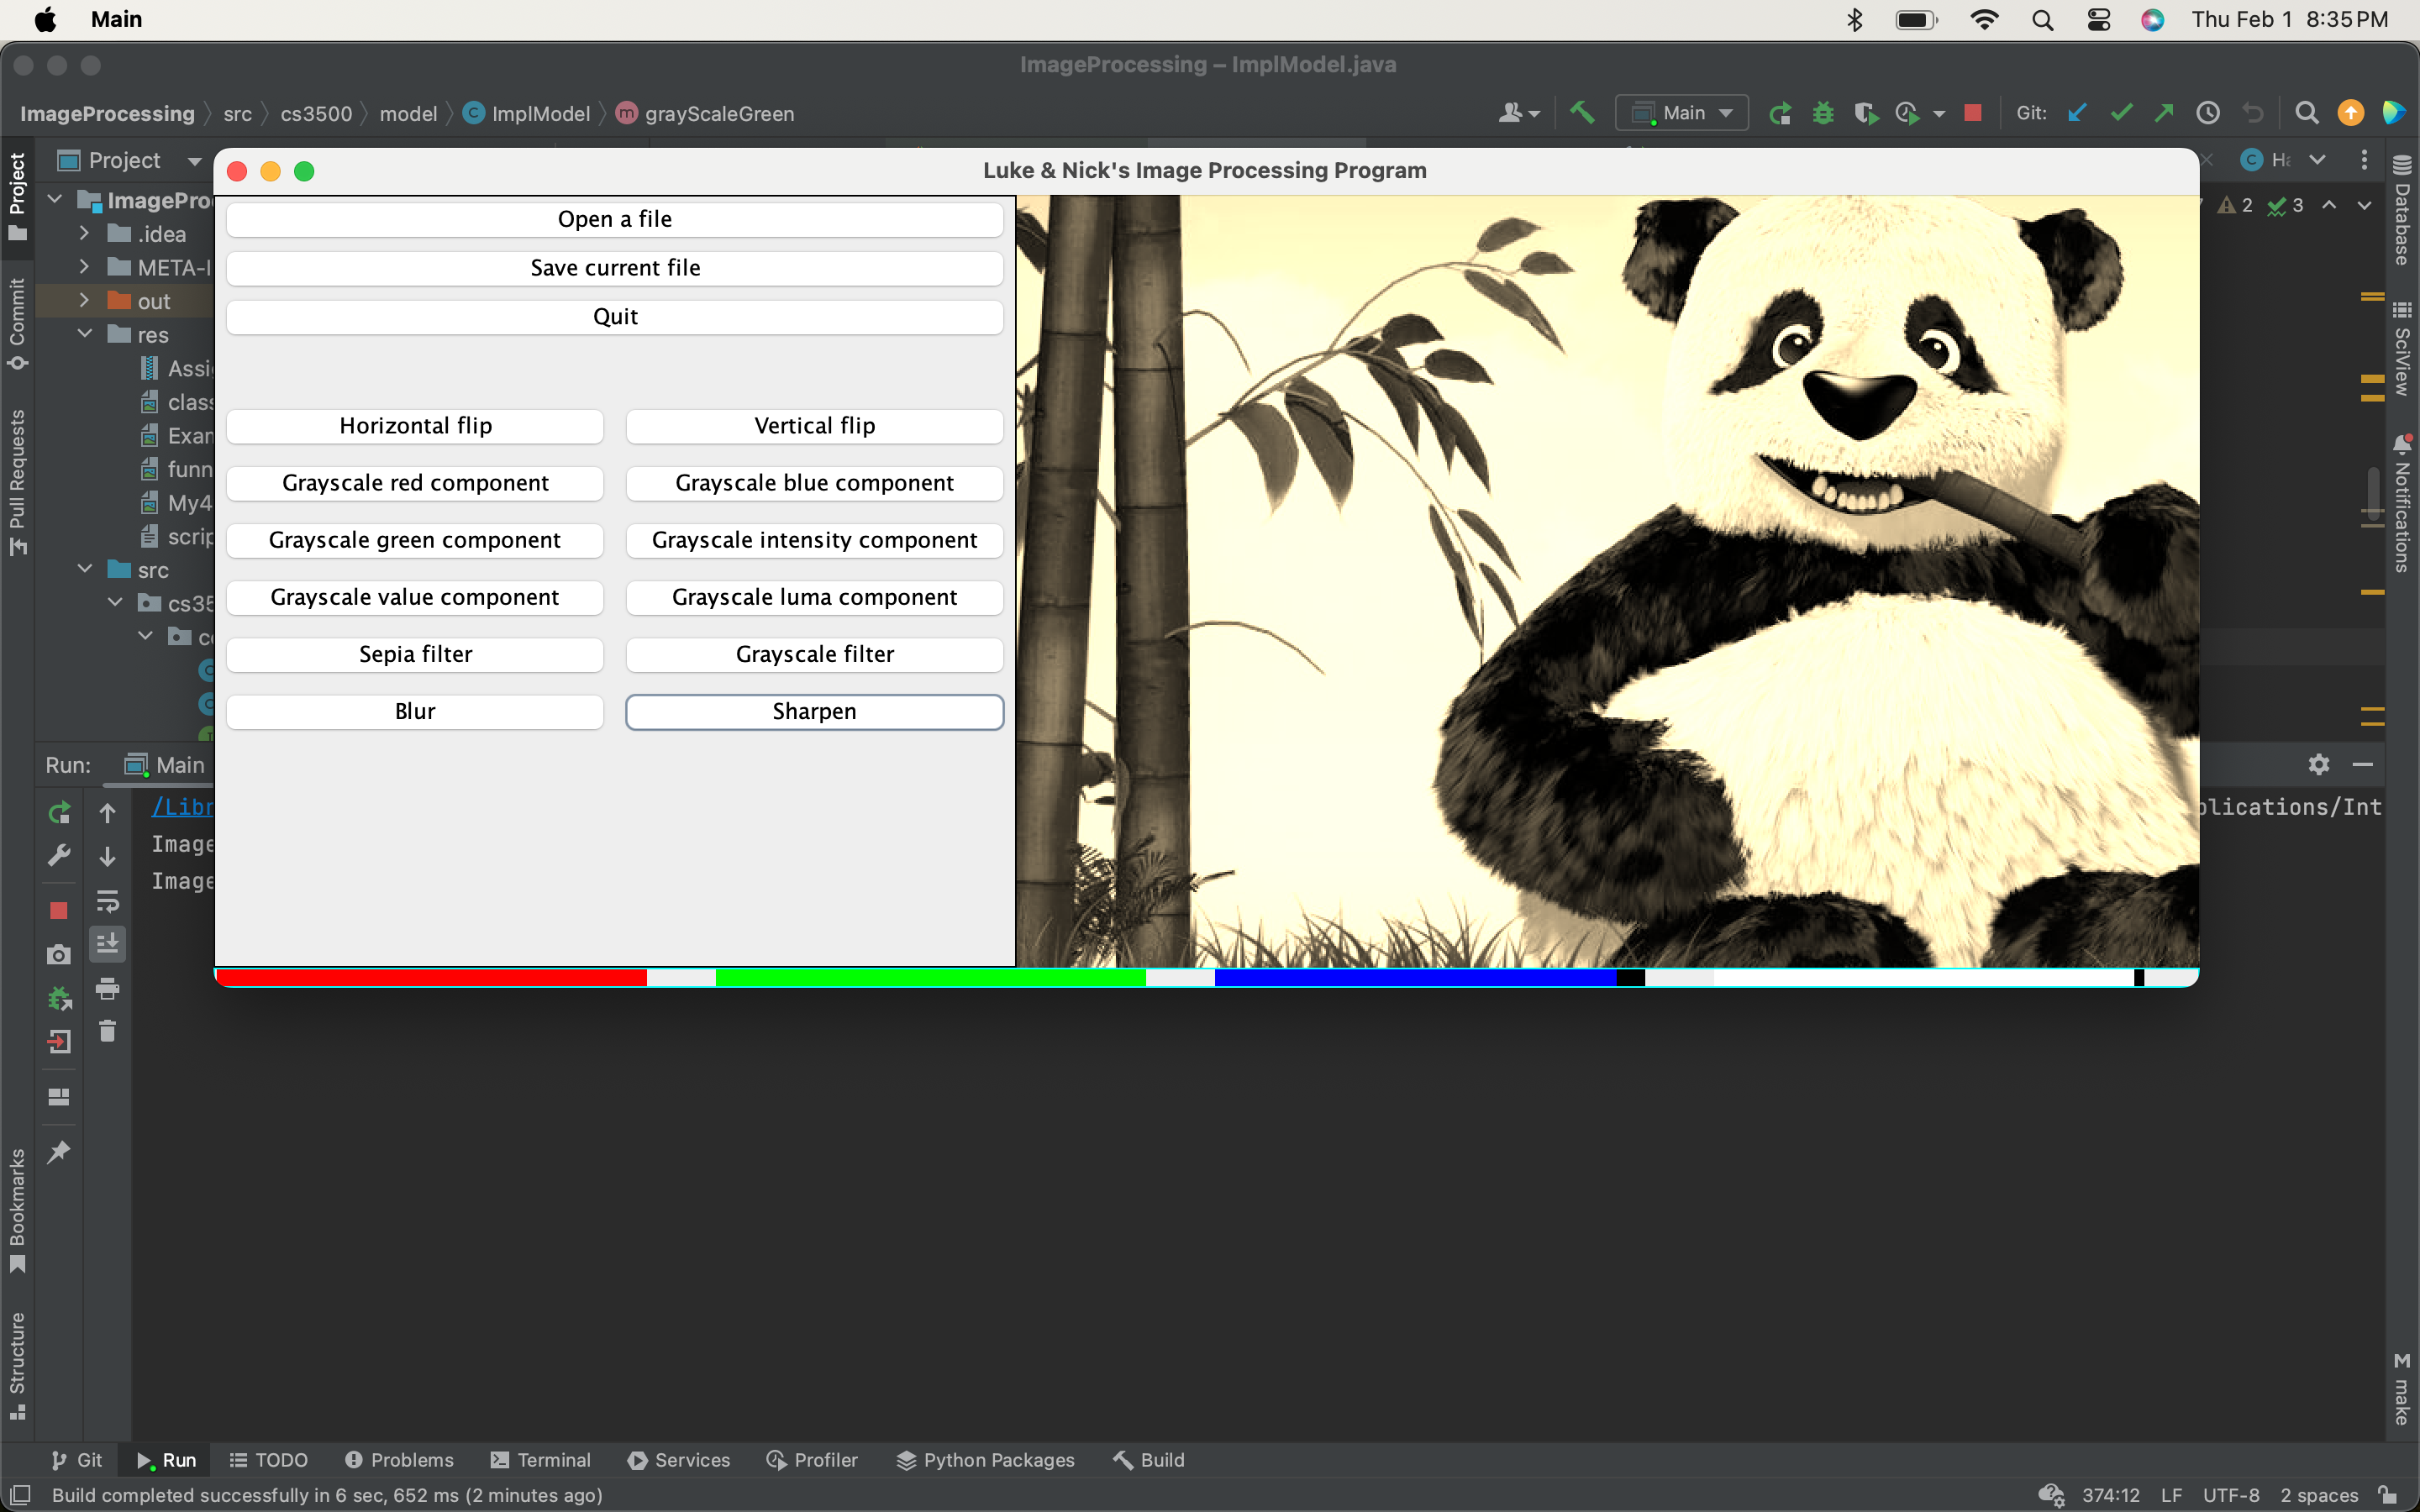 Main
Thu Feb 1 8:35 PM
ImageProcessing – ImplModel.java
ImageProcessing
src
cs3500
model
ImplModel
grayScaleGreen
Main
Git:
Project
Luke & Nick's Image Processing Program
2
3
Project
Commit
Pull Requests
Bookmarks
Structure
ImagePro
.idea
META-I
out
res
Assi
clas
Exan
funn
My4
scrip
src
cs35
Open a file
Save current file
Quit
Horizontal flip
Vertical flip
Grayscale red component
Grayscale blue component
Grayscale green component
Grayscale intensity component
Grayscale value component
Grayscale luma component
Sepia filter
Grayscale filter
Blur
Sharpen
Database
SciView
Notifications
make
Run:
Main
/Libr
plications/Int
Image
Image
Git
Run
TODO
Problems
Terminal
Services
Profiler
Python Packages
Build
Build completed successfully in 6 sec, 652 ms (2 minutes ago)
374:12
LF
UTF-8
2 spaces